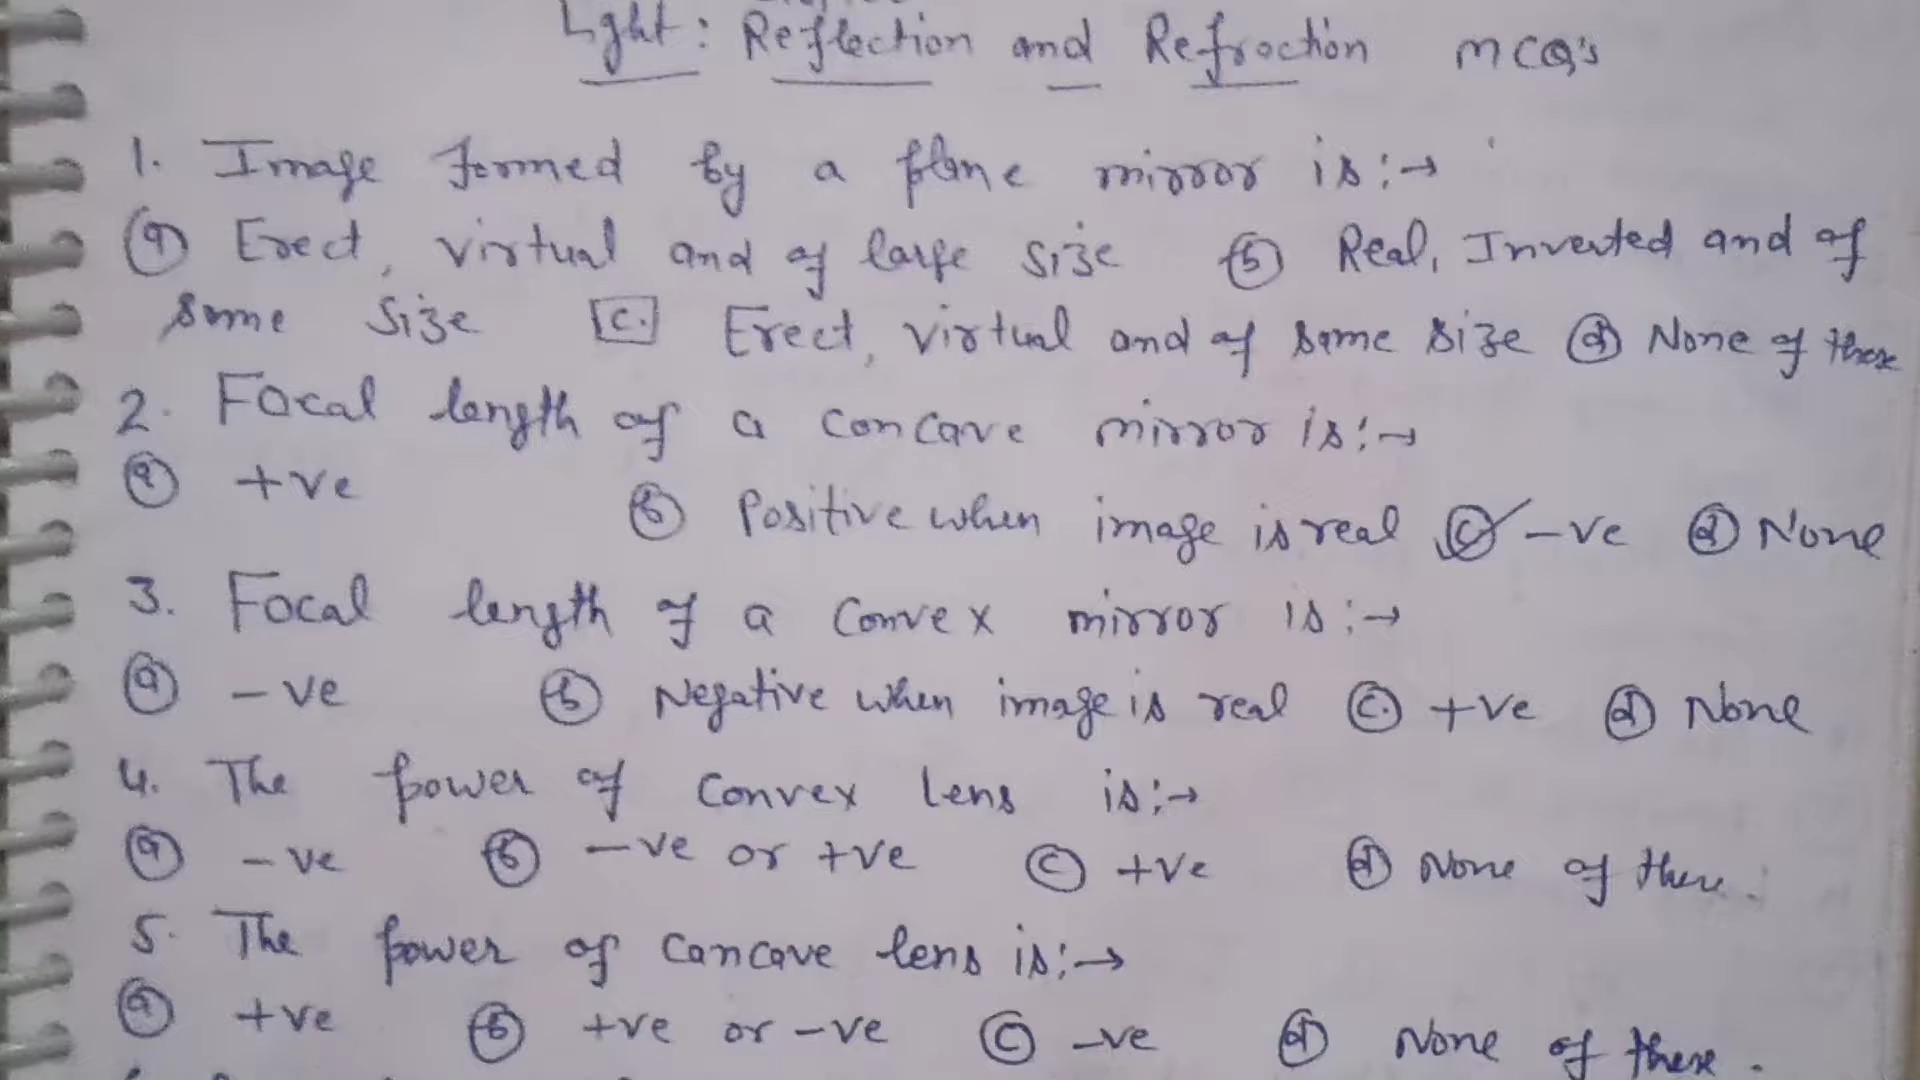 Light: Reflection and Refraction MCQ's
1. Image formed by a plane mirror is:→
(a) Erect, virtual and of large size (b) Real, Inverted and of
same size [c.] Erect, virtual and of same size (d) None of these
2. Focal length of a concave mirror is:→
(a) +ve (b) Positive when image is real (c) -ve (d) None
3. Focal length of a convex mirror is:→
(a) -ve (b) Negative when image is real (c) +ve (d) None
4. The power of convex lens is:→
(a) -ve (b) -ve or +ve (c) +ve (d) None of these.
5. The power of concave lens is:→
(a) +ve (b) +ve or -ve (c) -ve (d) None of these.